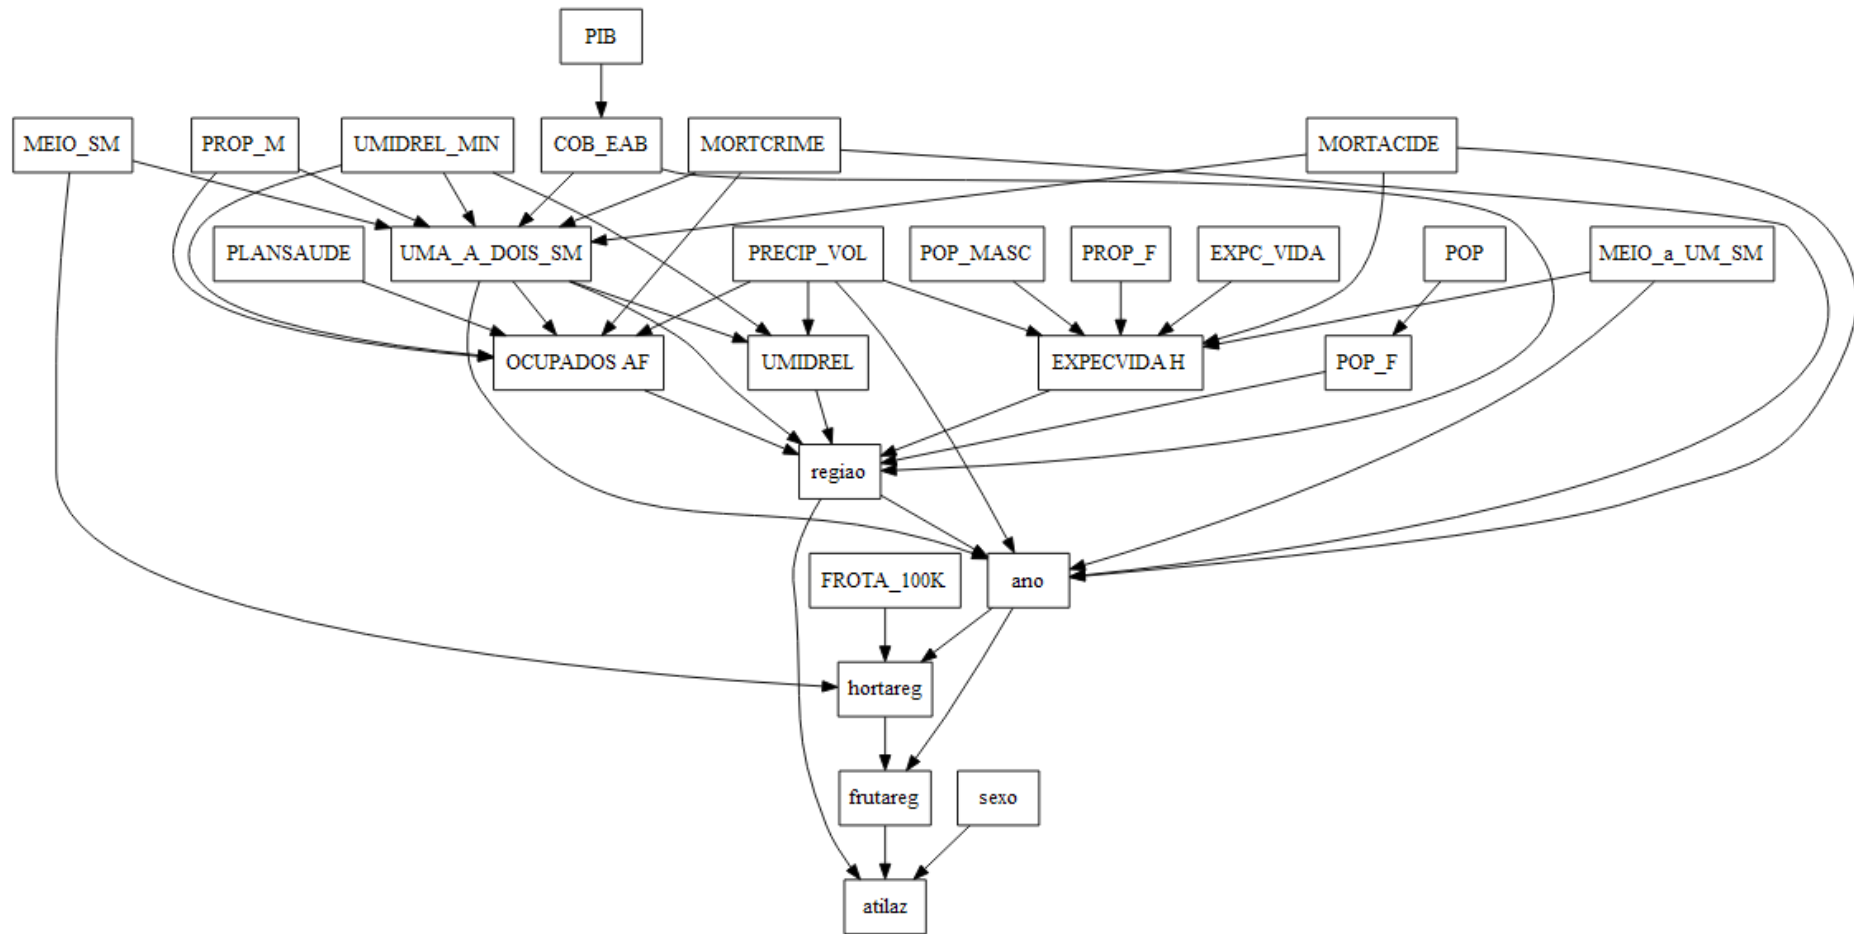 PIB
MEIO_SM
PROP_M
UMIDREL_MIN
COB_EAB
MORTCRIME
MORTACIDE
PLANSAUDE
UMA_A_DOIS_SM
PRECIP_VOL
POP_MASC
PROP_F
EXPC_VIDA
POP
MEIO_a_UM_SM
OCUPADOS AF
UMIDREL
EXPECVIDA H
POP_F
regiao
FROTA_100K
ano
hortareg
frutareg
sexo
atilaz